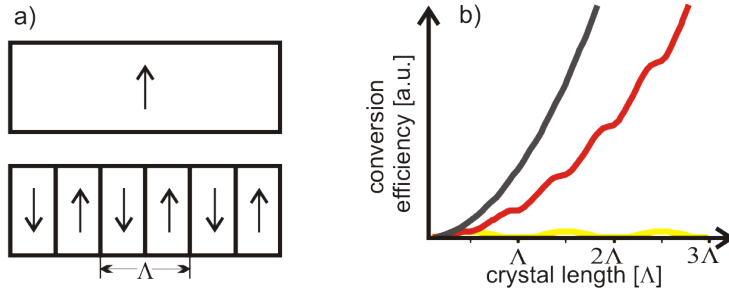 a)
Λ
b)
conversion
efficiency [a.u.]
Λ 2Λ 3Λ
crystal length [Λ]